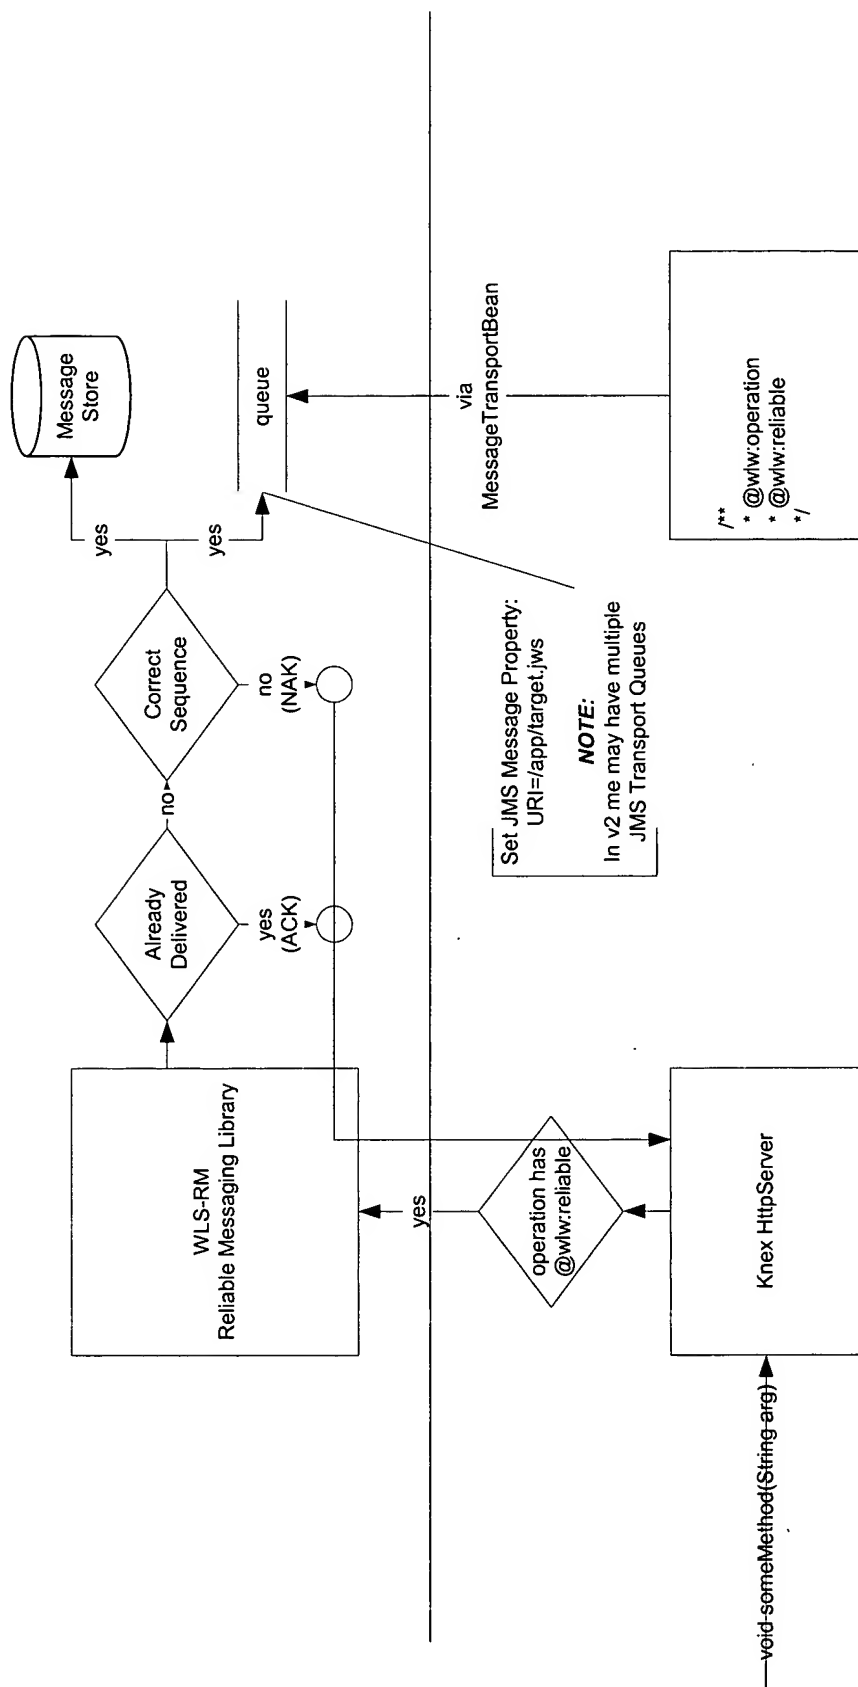 Message
Store
yes
yes
queue
Correct
Sequence
no
(NAK)
no
Already
Delivered
yes
(ACK)
WLS-RM
Reliable Messaging Library
via
MessageTransportBean
Set JMS Message Property:
URI=/app/target.jws
NOTE:
In v2 me may have multiple
JMS Transport Queues
yes
operation has
@wlw:reliable
/**
* @wlw:operation
* @wlw:reliable
*/
Knex HttpServer
void someMethod(String arg)